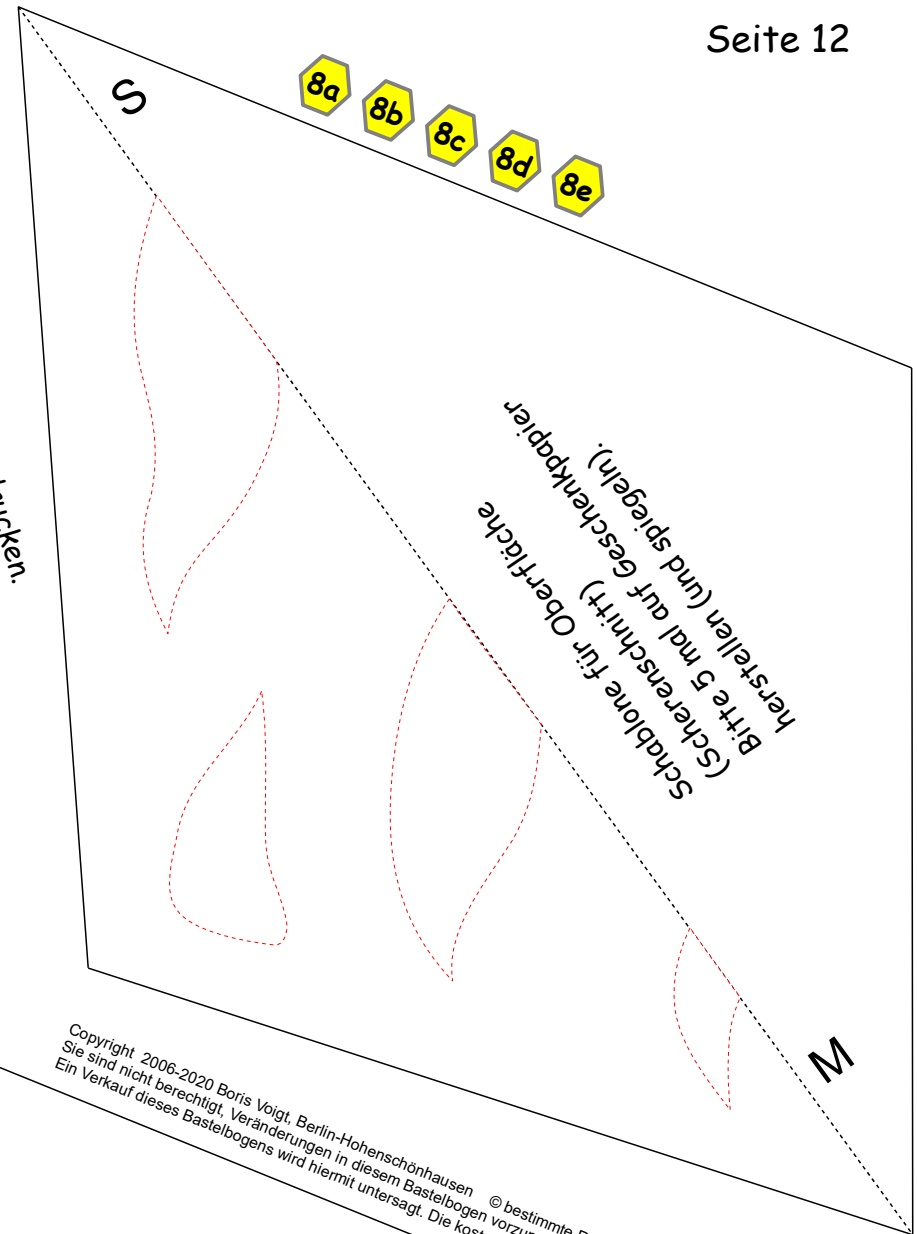 Seite 12
S
8a
8b
8c
8d
8e
Schablone für Oberfläche
(Scherenschnitt)
Bitte 5 mal auf Geschenkpapier
herstellen (und spiegeln).
M
Copyright 2006-2020 Boris Voigt, Berlin-Hohenschönhausen © bestimmte
Sie sind nicht berechtigt, Veränderungen in diesem Bastelbogen
Ein Verkauf dieses Bastelbogens wird hiermit untersagt. Die